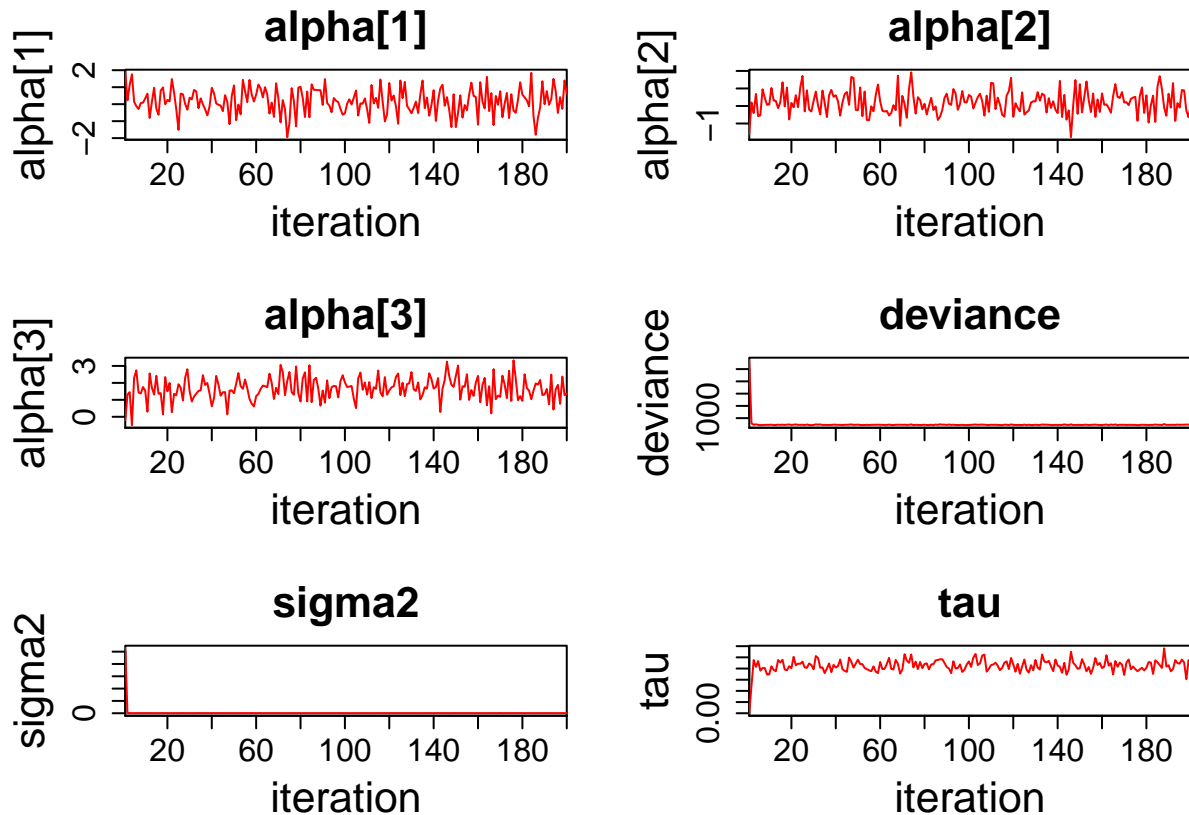 alpha[1]
alpha[1]
2
−2
20 60 100 140 180
iteration
alpha[2]
alpha[2]
−1
20 60 100 140 180
iteration
alpha[3]
alpha[3]
3
0
20 60 100 140 180
iteration
deviance
deviance
1000
20 60 100 140 180
iteration
sigma2
sigma2
0
20 60 100 140 180
iteration
tau
tau
0.00
20 60 100 140 180
iteration